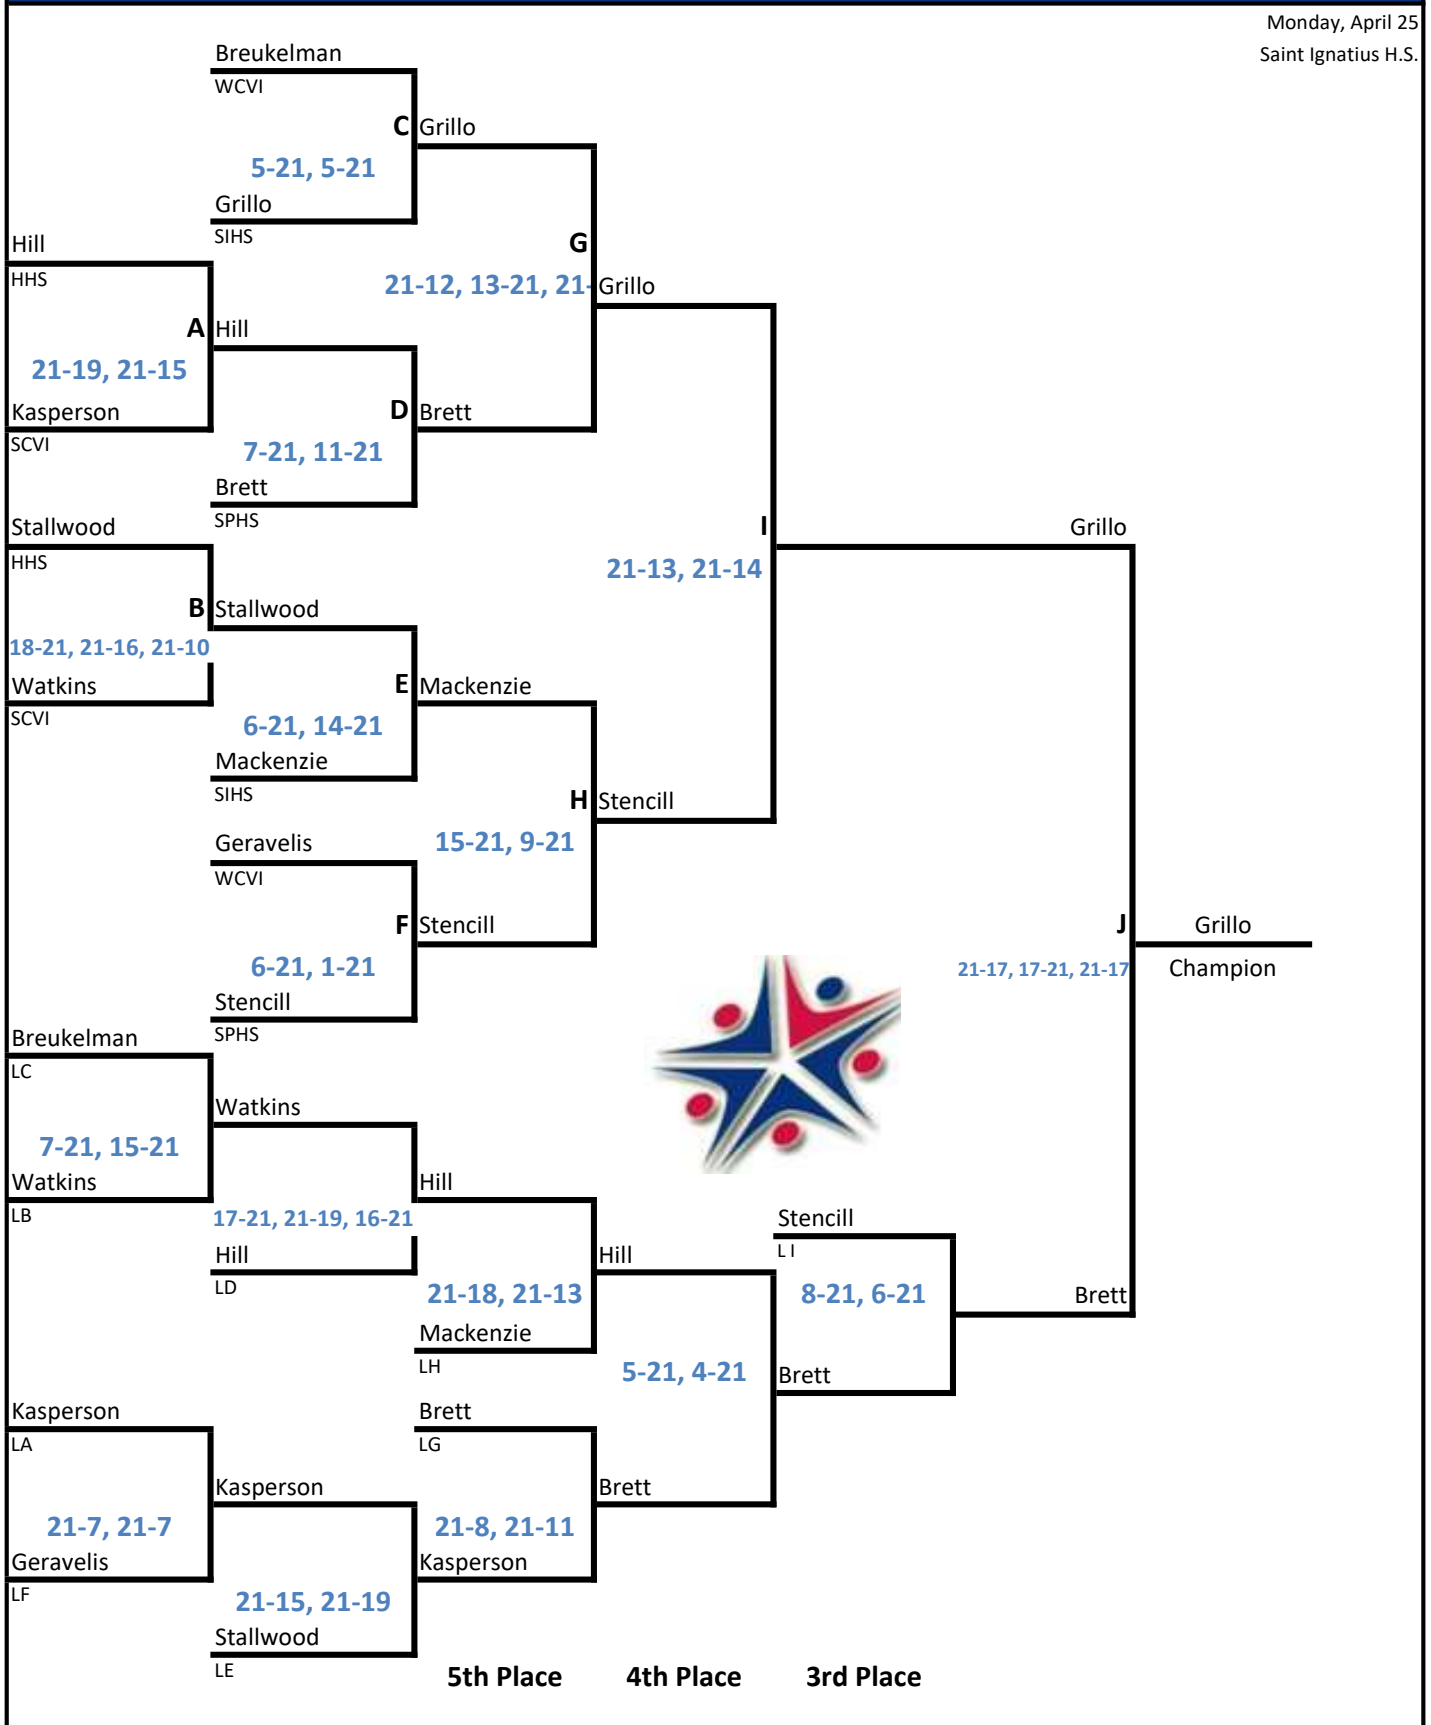 Monday, April 25
Saint Ignatius H.S.
Breukelman
WCVI
C Grillo
5-21, 5-21
Grillo
SIHS
Hill
HHS
G
21-12, 13-21, 21- Grillo
A Hill
21-19, 21-15
Kasperson
SCVI
D Brett
7-21, 11-21
Brett
SPHS
Stallwood
HHS
I
Grillo
21-13, 21-14
B Stallwood
18-21, 21-16, 21-10
Watkins
SCVI
E Mackenzie
6-21, 14-21
Mackenzie
SIHS
H Stencill
15-21, 9-21
Geravelis
WCVI
F Stencill
6-21, 1-21
Stencill
SPHS
J Grillo
21-17, 17-21, 21-17
Champion
Breukelman
LC
Watkins
7-21, 15-21
Watkins
LB
Hill
17-21, 21-19, 16-21
Hill
LD
Hill
21-18, 21-13
Mackenzie
LH
Stencill
L I
8-21, 6-21
Brett
5-21, 4-21
Brett
Kasperson
LA
Brett
LG
Kasperson
Brett
21-7, 21-7
Geravelis
LF
21-8, 21-11
Kasperson
21-15, 21-19
Stallwood
LE
5th Place 4th Place 3rd Place